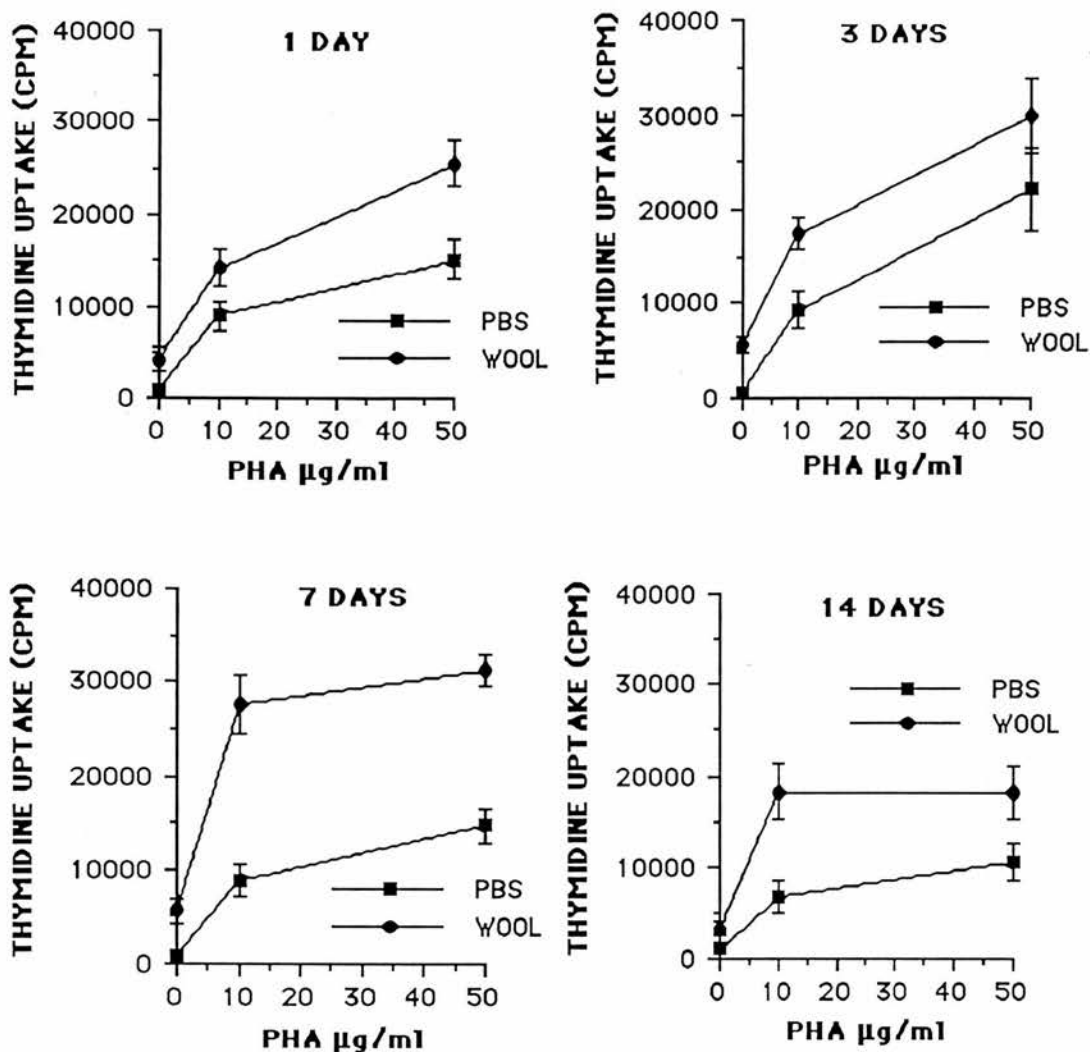 1 DAY
THYMIDINE UPTAKE (CPM)
40000
30000
20000
10000
0
PBS
WOOL
0 10 20 30 40 50
PHA µg/ml
3 DAYS
THYMIDINE UPTAKE (CPM)
40000
30000
20000
10000
0
PBS
WOOL
0 10 20 30 40 50
PHA µg/ml
7 DAYS
THYMIDINE UPTAKE (CPM)
40000
30000
20000
10000
0
PBS
WOOL
0 10 20 30 40 50
PHA µg/ml
14 DAYS
THYMIDINE UPTAKE (CPM)
40000
30000
20000
10000
0
PBS
WOOL
0 10 20 30 40 50
PHA µg/ml